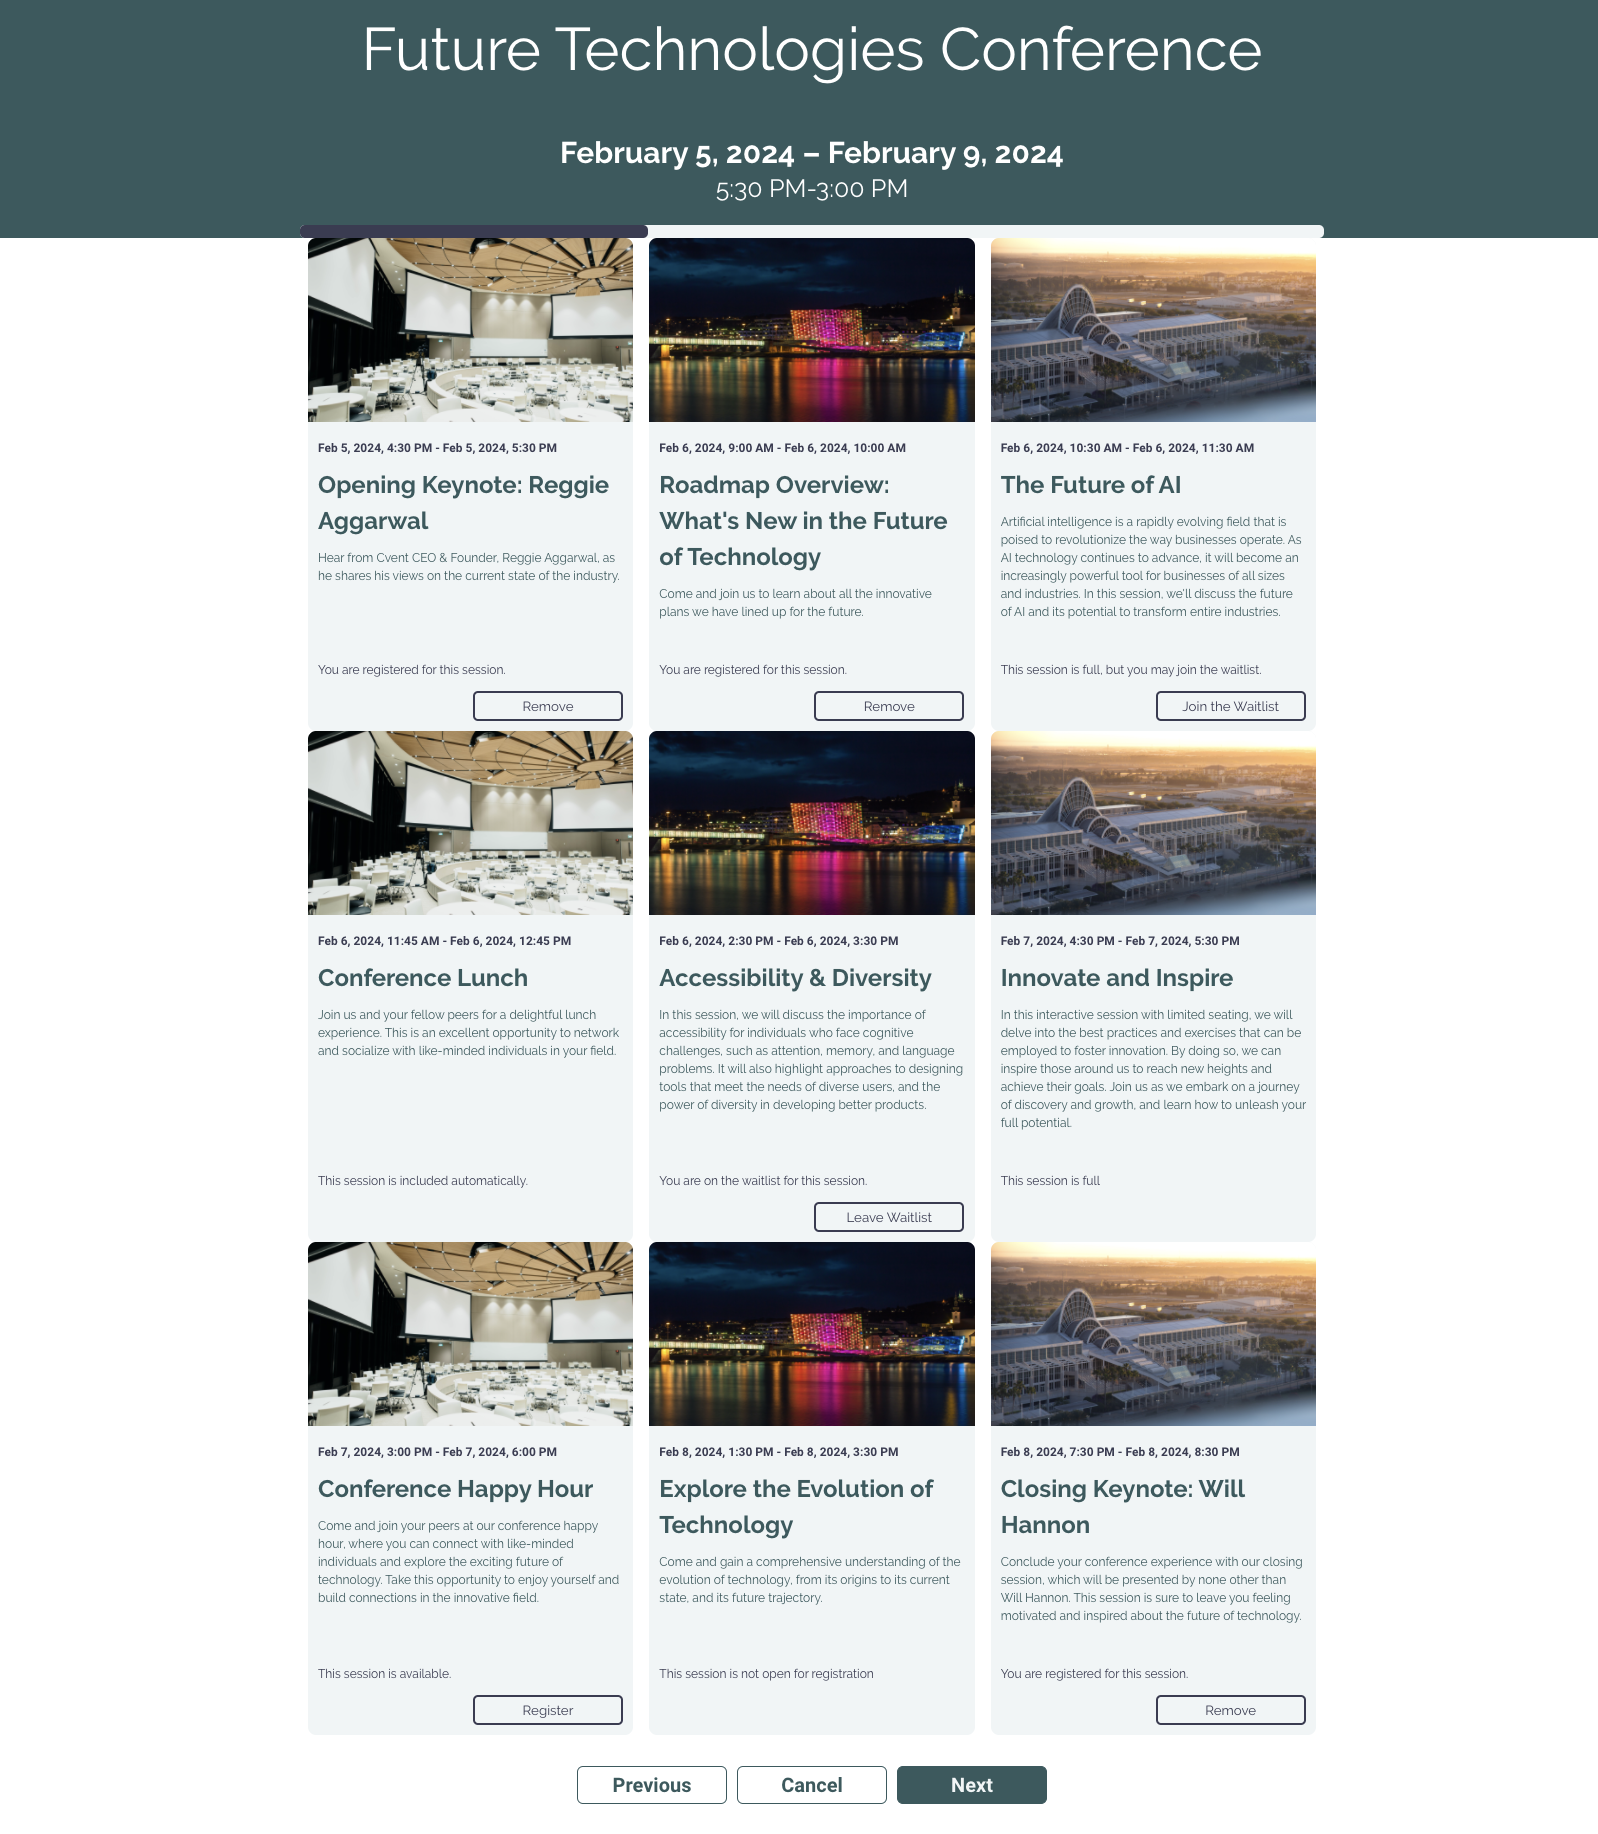 Future Technologies Conference
February 5, 2024 – February 9, 2024
5:30 PM-3:00 PM
Feb 5, 2024, 4:30 PM - Feb 5, 2024, 5:30 PM
Opening Keynote: Reggie
Aggarwal
Hear from Cvent CEO & Founder, Reggie Aggarwal, as
he shares his views on the current state of the industry.
You are registered for this session.
Remove
Feb 6, 2024, 9:00 AM - Feb 6, 2024, 10:00 AM
Roadmap Overview:
What's New in the Future
of Technology
Come and join us to learn about all the innovative
plans we have lined up for the future.
You are registered for this session.
Remove
Feb 6, 2024, 10:30 AM - Feb 6, 2024, 11:30 AM
The Future of AI
Artificial intelligence is a rapidly evolving field that is
poised to revolutionize the way businesses operate. As
AI technology continues to advance, it will become an
increasingly powerful tool for businesses of all sizes
and industries. In this session, we'll discuss the future
of AI and its potential to transform entire industries.
This session is full, but you may join the waitlist.
Join the Waitlist
Feb 6, 2024, 11:45 AM - Feb 6, 2024, 12:45 PM
Conference Lunch
Join us and your fellow peers for a delightful lunch
experience. This is an excellent opportunity to network
and socialize with like-minded individuals in your field.
This session is included automatically.
Feb 6, 2024, 2:30 PM - Feb 6, 2024, 3:30 PM
Accessibility & Diversity
In this session, we will discuss the importance of
accessibility for individuals who face cognitive
challenges, such as attention, memory, and language
problems. It will also highlight approaches to designing
tools that meet the needs of diverse users, and the
power of diversity in developing better products.
You are on the waitlist for this session.
Leave Waitlist
Feb 7, 2024, 4:30 PM - Feb 7, 2024, 5:30 PM
Innovate and Inspire
In this interactive session with limited seating, we will
delve into the best practices and exercises that can be
employed to foster innovation. By doing so, we can
inspire those around us to reach new heights and
achieve their goals. Join us as we embark on a journey
of discovery and growth, and learn how to unleash your
full potential.
This session is full
Feb 7, 2024, 3:00 PM - Feb 7, 2024, 6:00 PM
Conference Happy Hour
Come and join your peers at our conference happy
hour, where you can connect with like-minded
individuals and explore the exciting future of
technology. Take this opportunity to enjoy yourself and
build connections in the innovative field.
This session is available.
Register
Feb 8, 2024, 1:30 PM - Feb 8, 2024, 3:30 PM
Explore the Evolution of
Technology
Come and gain a comprehensive understanding of the
evolution of technology, from its origins to its current
state, and its future trajectory.
This session is not open for registration
Feb 8, 2024, 7:30 PM - Feb 8, 2024, 8:30 PM
Closing Keynote: Will
Hannon
Conclude your conference experience with our closing
session, which will be presented by none other than
Will Hannon. This session is sure to leave you feeling
motivated and inspired about the future of technology.
You are registered for this session.
Remove
Previous
Cancel
Next